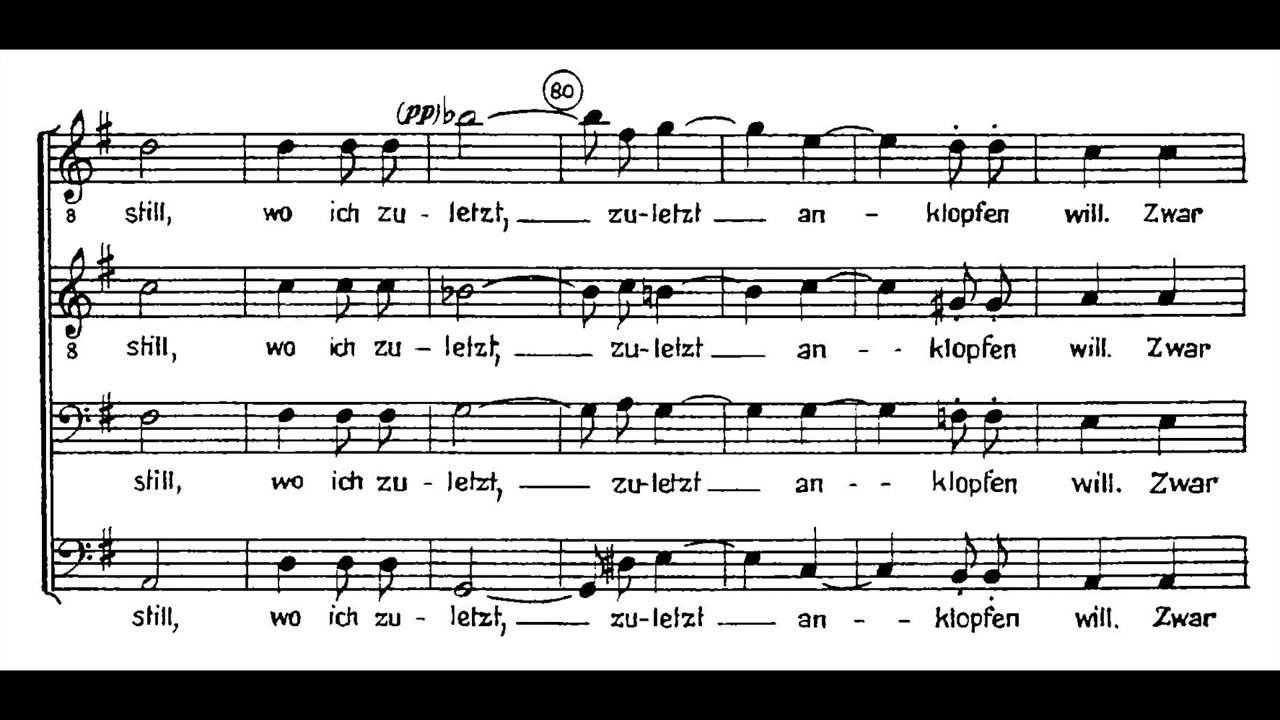 80
(pp)
8 still, wo ich zu - letzt, zu-letzt an - klopfen will. Zwar
8 still, wo ich zu - letzt, zu-letzt an - - klopfen will. Zwar
still, wo ich zu - letzt, zu-letzt an - - klopfen will. Zwar
still, wo ich zu - letzt, zu-letzt an - - klopfen will. Zwar